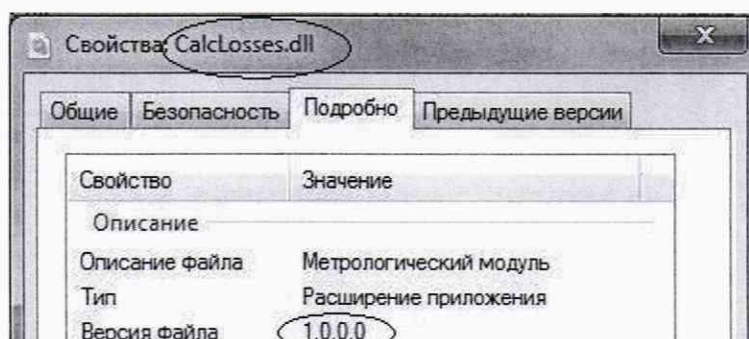 Свойства: CalcLosses.dll
Общие Безопасность Подробно Предыдущие версии
Свойство Значение
Описание
Описание файла Метрологический модуль
Тип Расширение приложения
Версия файла 1.0.0.0